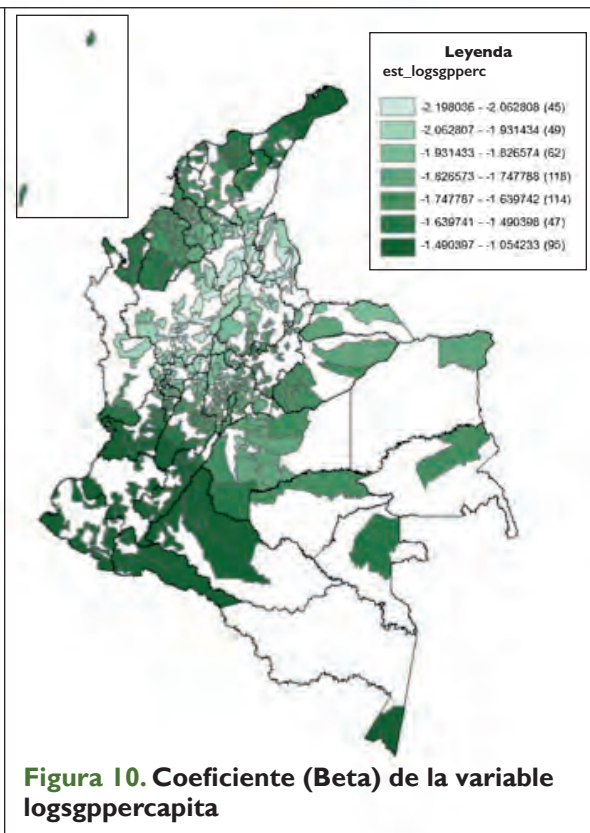 Leyenda
est_logsgpperc
-2.198036 - -2.062808 (45)
-2.062807 - -1.931434 (49)
-1.931433 - -1.826574 (62)
-1.826573 - -1.747788 (118)
-1.747787 - -1.639742 (114)
-1.639741 - -1.490398 (47)
-1.490397 - -1.054233 (95)
Figura 10. Coeficiente (Beta) de la variable
logsgppercapita